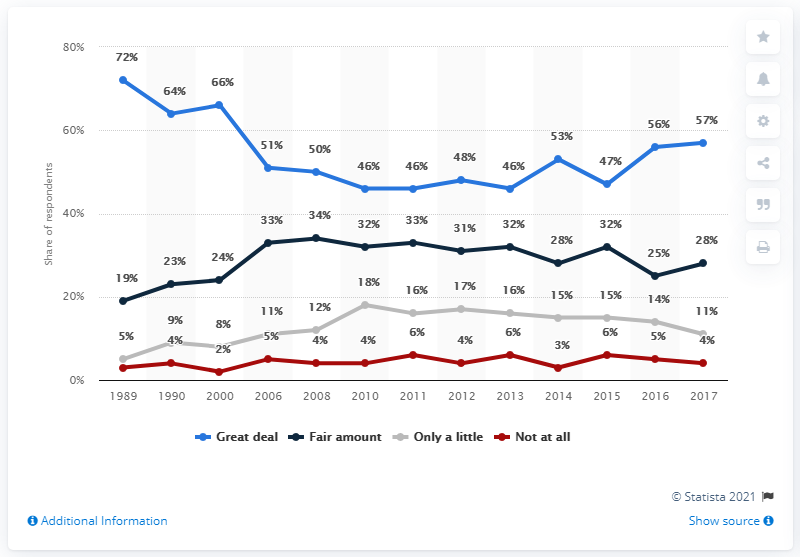 80%
60%
40%
20%
0%
Share of respondents
72% 64% 66% 51% 50% 46% 46% 48% 46% 53% 47% 56% 57%
19% 23% 24% 33% 34% 32% 33% 31% 32% 28% 32% 25% 28%
5% 9% 8% 11% 12% 18% 16% 17% 16% 15% 15% 14% 11%
4% 2% 5% 4% 4% 6% 4% 6% 3% 6% 5% 4%
1989 1990 2000 2006 2008 2010 2011 2012 2013 2014 2015 2016 2017
Great deal Fair amount Only a little Not at all
© Statista 2021
Additional Information Show source